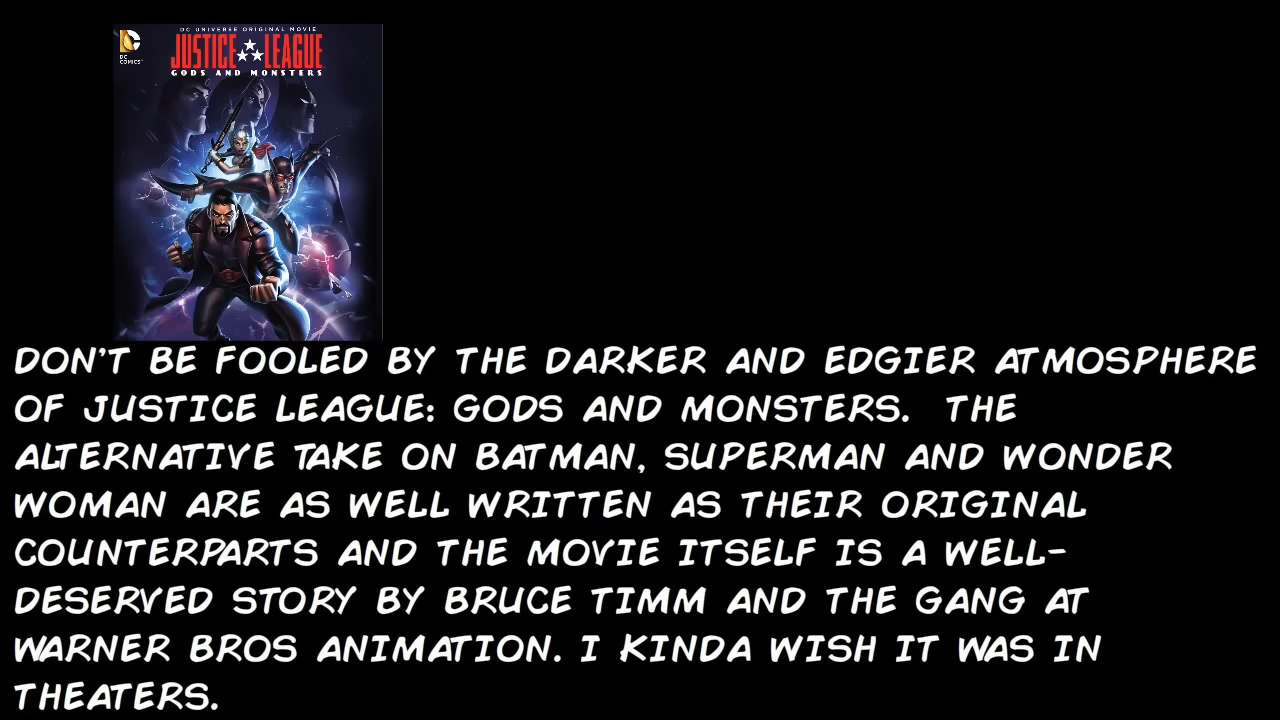 DC UNIVERSE ORIGINAL MOVIE
JUSTICE LEAGUE
GODS AND MONSTERS
DC
COMICS™
DON'T BE FOOLED BY THE DARKER AND EDGIER ATMOSPHERE
OF JUSTICE LEAGUE: GODS AND MONSTERS. THE
ALTERNATIVE TAKE ON BATMAN, SUPERMAN AND WONDER
WOMAN ARE AS WELL WRITTEN AS THEIR ORIGINAL
COUNTERPARTS AND THE MOVIE ITSELF IS A WELL-
DESERVED STORY BY BRUCE TIMM AND THE GANG AT
WARNER BROS ANIMATION. I KINDA WISH IT WAS IN
THEATERS.